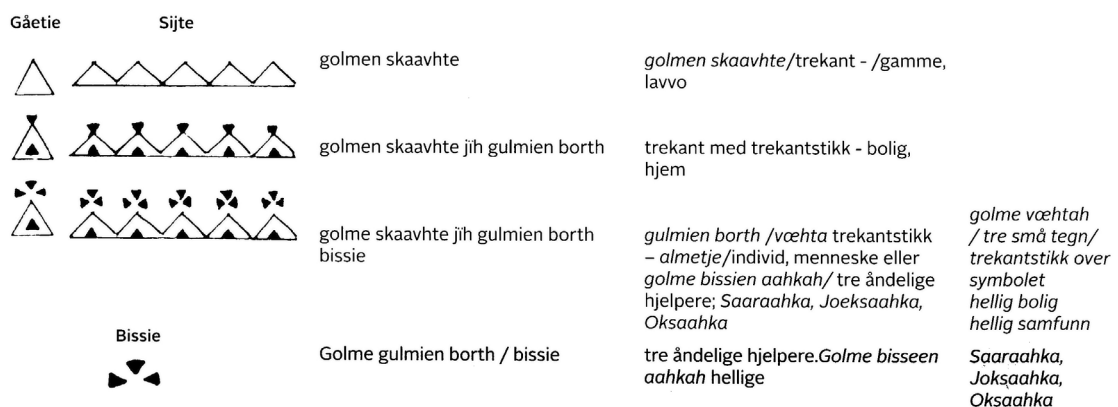 Gåetie
Sijte
golmen skaavhte
golmen skaavhte/trekant - /gamme,
lavvo
golmen skaavhte jïh gulmien borth
trekant med trekantstikk - bolig,
hjem
golme skaavhte jïh gulmien borth
bissie
gulmien borth /væhta trekantstikk
– almetje/individ, menneske eller
golme bissien aahkah/ tre åndelige
hjelpere; Saaraahka, Joeksaahka,
Oksaahka
golme væhtah
/ tre små tegn/
trekantstikk over
symbolet
hellig bolig
hellig samfunn
Bissie
Golme gulmien borth / bissie
tre åndelige hjelpere.Golme bisseen
aahkah hellige
Saaraahka,
Joksaahka,
Oksaahka